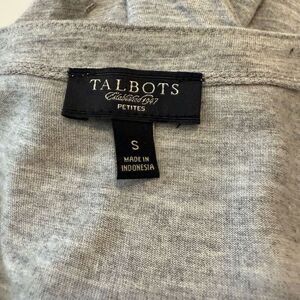 TALBOTS
Established 1947
PETITES
S
MADE IN
INDONESIA